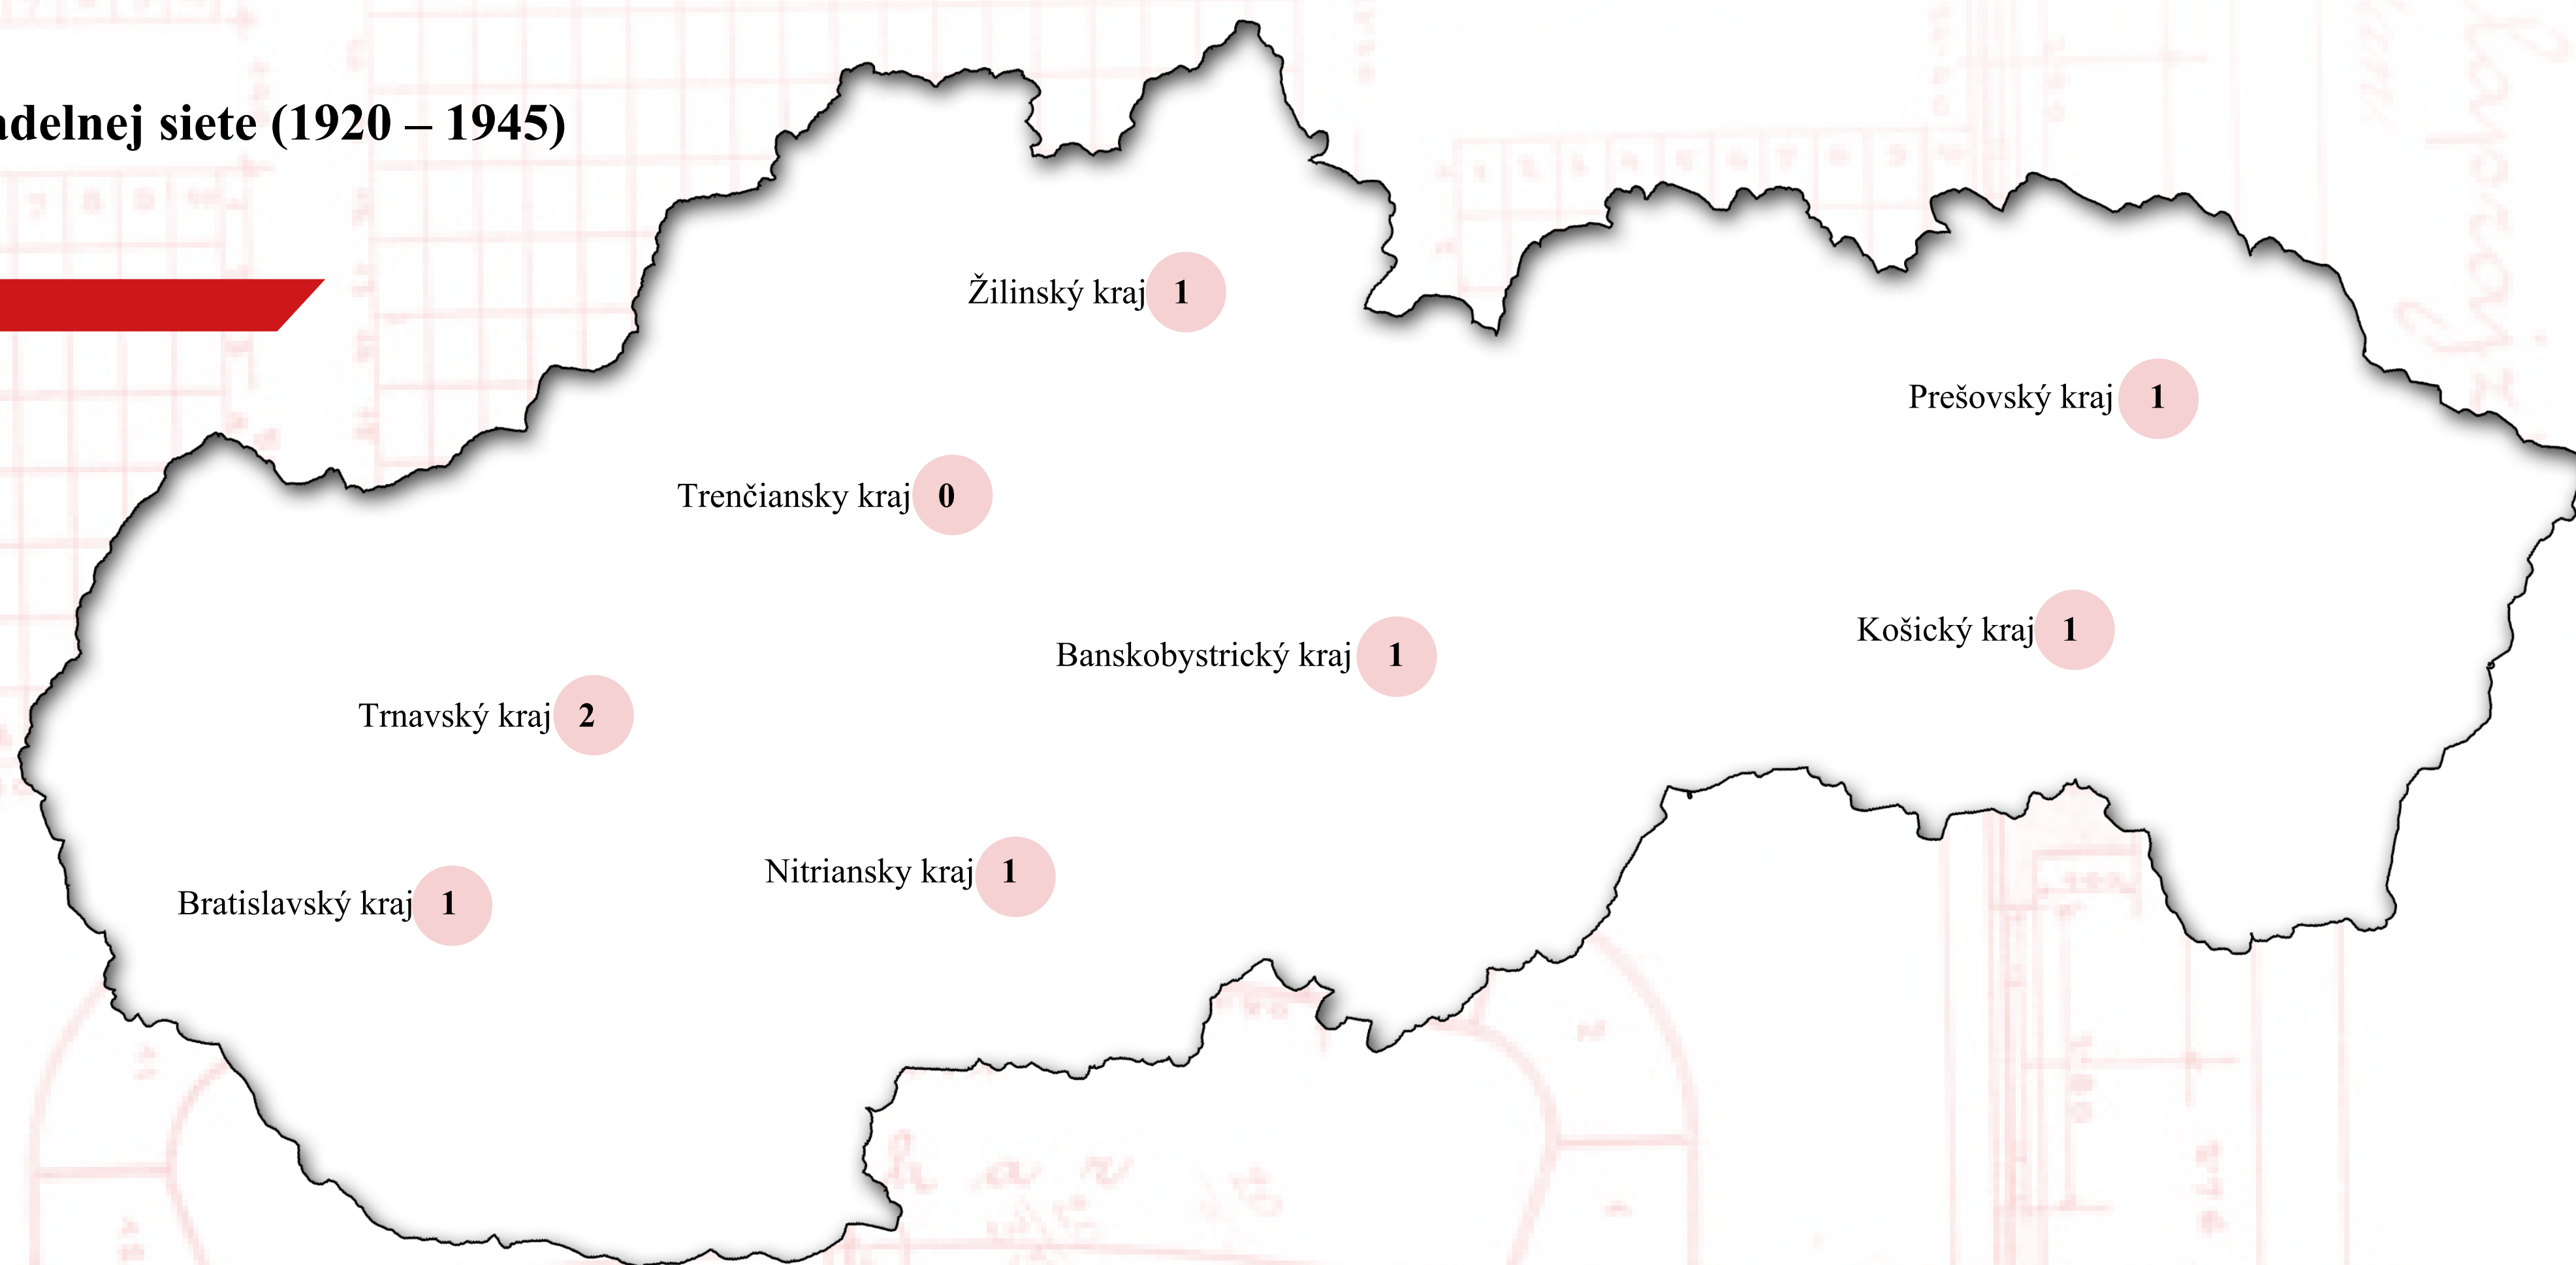 adelnej siete (1920 – 1945)
Žilinský kraj 1
Prešovský kraj 1
Trenčiansky kraj 0
Košický kraj 1
Banskobystrický kraj 1
Trnavský kraj 2
Nitriansky kraj 1
Bratislavský kraj 1